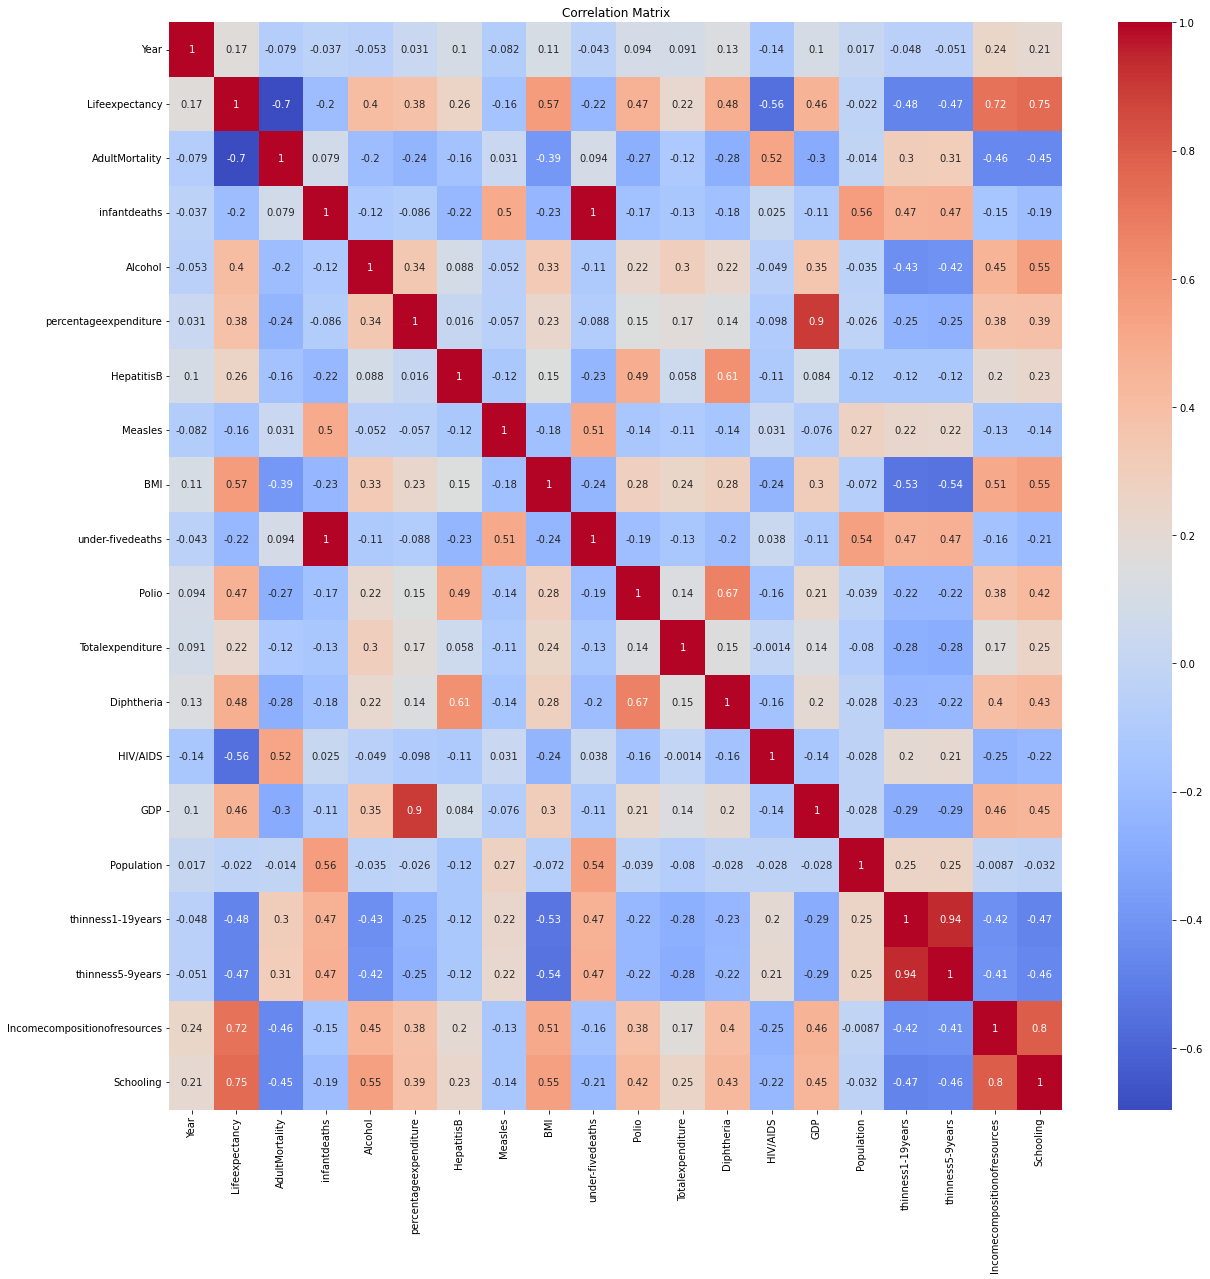 Correlation Matrix
Year 1 0.17 -0.079 -0.037 -0.053 0.031 0.1 -0.082 0.11 -0.043 0.094 0.091 0.13 -0.14 0.1 0.017 -0.048 -0.051 0.24 0.21
Lifeexpectancy 0.17 1 -0.7 -0.2 0.4 0.38 0.26 -0.16 0.57 -0.22 0.47 0.22 0.48 -0.56 0.46 -0.022 -0.48 -0.47 0.72 0.75
AdultMortality -0.079 -0.7 1 0.079 -0.2 -0.24 -0.16 0.031 -0.39 0.094 -0.27 -0.12 -0.28 0.52 -0.3 -0.014 0.3 0.31 -0.46 -0.45
infantdeaths -0.037 -0.2 0.079 1 -0.12 -0.086 -0.22 0.5 -0.23 1 -0.17 -0.13 -0.18 0.025 -0.11 0.56 0.47 0.47 -0.15 -0.19
Alcohol -0.053 0.4 -0.2 -0.12 1 0.34 0.088 -0.052 0.33 -0.11 0.22 0.3 0.22 -0.049 0.35 -0.035 -0.43 -0.42 0.45 0.55
percentageexpenditure 0.031 0.38 -0.24 -0.086 0.34 1 0.016 -0.057 0.23 -0.088 0.15 0.17 0.14 -0.098 0.9 -0.026 -0.25 -0.25 0.38 0.39
HepatitisB 0.1 0.26 -0.16 -0.22 0.088 0.016 1 -0.12 0.15 -0.23 0.49 0.058 0.61 -0.11 0.084 -0.12 -0.12 -0.12 0.2 0.23
Measles -0.082 -0.16 0.031 0.5 -0.052 -0.057 -0.12 1 -0.18 0.51 -0.14 -0.11 -0.14 0.031 -0.076 0.27 0.22 0.22 -0.13 -0.14
BMI 0.11 0.57 -0.39 -0.23 0.33 0.23 0.15 -0.18 1 -0.24 0.28 0.24 0.28 -0.24 0.3 -0.072 -0.53 -0.54 0.51 0.55
under-fivedeaths -0.043 -0.22 0.094 1 -0.11 -0.088 -0.23 0.51 -0.24 1 -0.19 -0.13 -0.2 0.038 -0.11 0.54 0.47 0.47 -0.16 -0.21
Polio 0.094 0.47 -0.27 -0.17 0.22 0.15 0.49 -0.14 0.28 -0.19 1 0.14 0.67 -0.16 0.21 -0.039 -0.22 -0.22 0.38 0.42
Totalexpenditure 0.091 0.22 -0.12 -0.13 0.3 0.17 0.058 -0.11 0.24 -0.13 0.14 1 0.15 -0.0014 0.14 -0.08 -0.28 -0.28 0.17 0.25
Diphtheria 0.13 0.48 -0.28 -0.18 0.22 0.14 0.61 -0.14 0.28 -0.2 0.67 0.15 1 -0.16 0.2 -0.028 -0.23 -0.22 0.4 0.43
HIV/AIDS -0.14 -0.56 0.52 0.025 -0.049 -0.098 -0.11 0.031 -0.24 0.038 -0.16 -0.0014 -0.16 1 -0.14 -0.028 0.2 0.21 -0.25 -0.22
GDP 0.1 0.46 -0.3 -0.11 0.35 0.9 0.084 -0.076 0.3 -0.11 0.21 0.14 0.2 -0.14 1 -0.028 -0.29 -0.29 0.46 0.45
Population 0.017 -0.022 -0.014 0.56 -0.035 -0.026 -0.12 0.27 -0.072 0.54 -0.039 -0.08 -0.028 -0.028 -0.028 1 0.25 0.25 -0.0087 -0.032
thinness1-19years -0.048 -0.48 0.3 0.47 -0.43 -0.25 -0.12 0.22 -0.53 0.47 -0.22 -0.28 -0.23 0.2 -0.29 0.25 1 0.94 -0.42 -0.47
thinness5-9years -0.051 -0.47 0.31 0.47 -0.42 -0.25 -0.12 0.22 -0.54 0.47 -0.22 -0.28 -0.22 0.21 -0.29 0.25 0.94 1 -0.41 -0.46
Incomecompositionofresources 0.24 0.72 -0.46 -0.15 0.45 0.38 0.2 -0.13 0.51 -0.16 0.38 0.17 0.4 -0.25 0.46 -0.0087 -0.42 -0.41 1 0.8
Schooling 0.21 0.75 -0.45 -0.19 0.55 0.39 0.23 -0.14 0.55 -0.21 0.42 0.25 0.43 -0.22 0.45 -0.032 -0.47 -0.46 0.8 1
Year
Lifeexpectancy
AdultMortality
infantdeaths
Alcohol
percentageexpenditure
HepatitisB
Measles
BMI
under-fivedeaths
Polio
Totalexpenditure
Diphtheria
HIV/AIDS
GDP
Population
thinness1-19years
thinness5-9years
Incomecompositionofresources
Schooling
1.0
0.8
0.6
0.4
0.2
0.0
−0.2
−0.4
−0.6